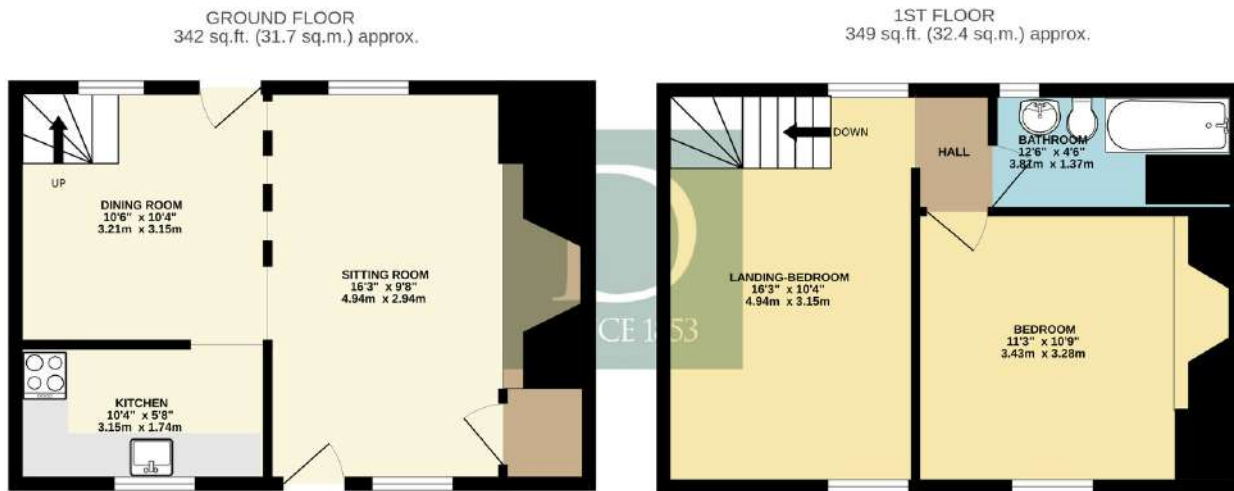 GROUND FLOOR
342 sq.ft. (31.7 sq.m.) approx.
UP
DINING ROOM
10'6" x 10'4"
3.21m x 3.15m
SITTING ROOM
16'3" x 9'8"
4.94m x 2.94m
KITCHEN
10'4" x 5'8"
3.15m x 1.74m
1ST FLOOR
349 sq.ft. (32.4 sq.m.) approx.
DOWN
HALL
BATHROOM
12'6" x 4'6"
3.81m x 1.37m
LANDING-BEDROOM
16'3" x 10'4"
4.94m x 3.15m
BEDROOM
11'3" x 10'9"
3.43m x 3.28m
CE 1853